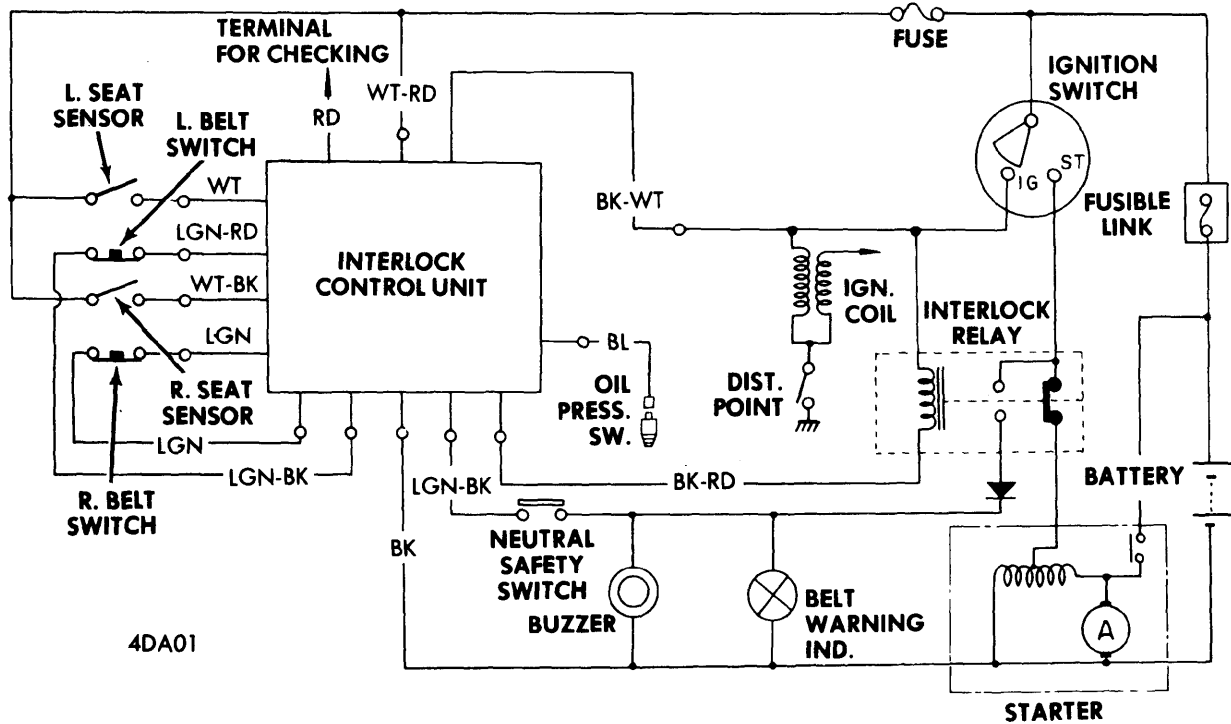 TERMINAL
FOR CHECKING
FUSE
IGNITION
SWITCH
L. SEAT
SENSOR
L. BELT
SWITCH
RD
WT-RD
WT
LGN-RD
WT-BK
LGN
BK-WT
IG
ST
FUSIBLE
LINK
INTERLOCK
CONTROL UNIT
IGN.
COIL
INTERLOCK
RELAY
BL
OIL
PRESS.
SW.
DIST.
POINT
R. SEAT
SENSOR
LGN
LGN-BK
LGN-BK
BK-RD
BATTERY
R. BELT
SWITCH
BK
NEUTRAL
SAFETY
SWITCH
BUZZER
BELT
WARNING
IND.
A
4DA01
STARTER